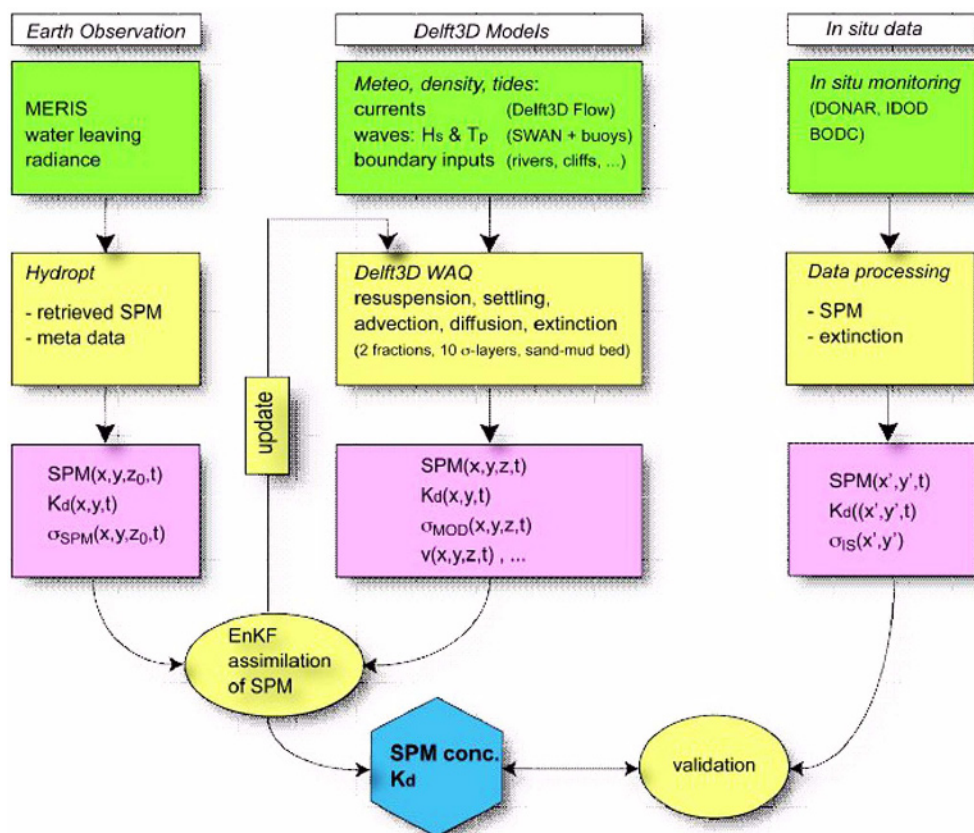 Earth Observation
MERIS
water leaving
radiance
Hydropt
- retrieved SPM
- meta data
SPM(x,y,z₀,t)
Kd(x,y,t)
σSPM(x,y,z₀,t)
Delft3D Models
Meteo, density, tides:
currents (Delft3D Flow)
waves: Hs & Tp (SWAN + buoys)
boundary inputs (rivers, cliffs, ...)
Delft3D WAQ
resuspension, settling,
advection, diffusion, extinction
(2 fractions, 10 σ-layers, sand-mud bed)
update
SPM(x,y,z,t)
Kd(x,y,t)
σMOD(x,y,z,t)
v(x,y,z,t) , ...
In situ data
In situ monitoring
(DONAR, IDOD
BODC)
Data processing
- SPM
- extinction
SPM(x',y',t)
Kd((x',y',t)
σIS(x',y')
EnKF
assimilation
of SPM
SPM conc.
Kd
validation